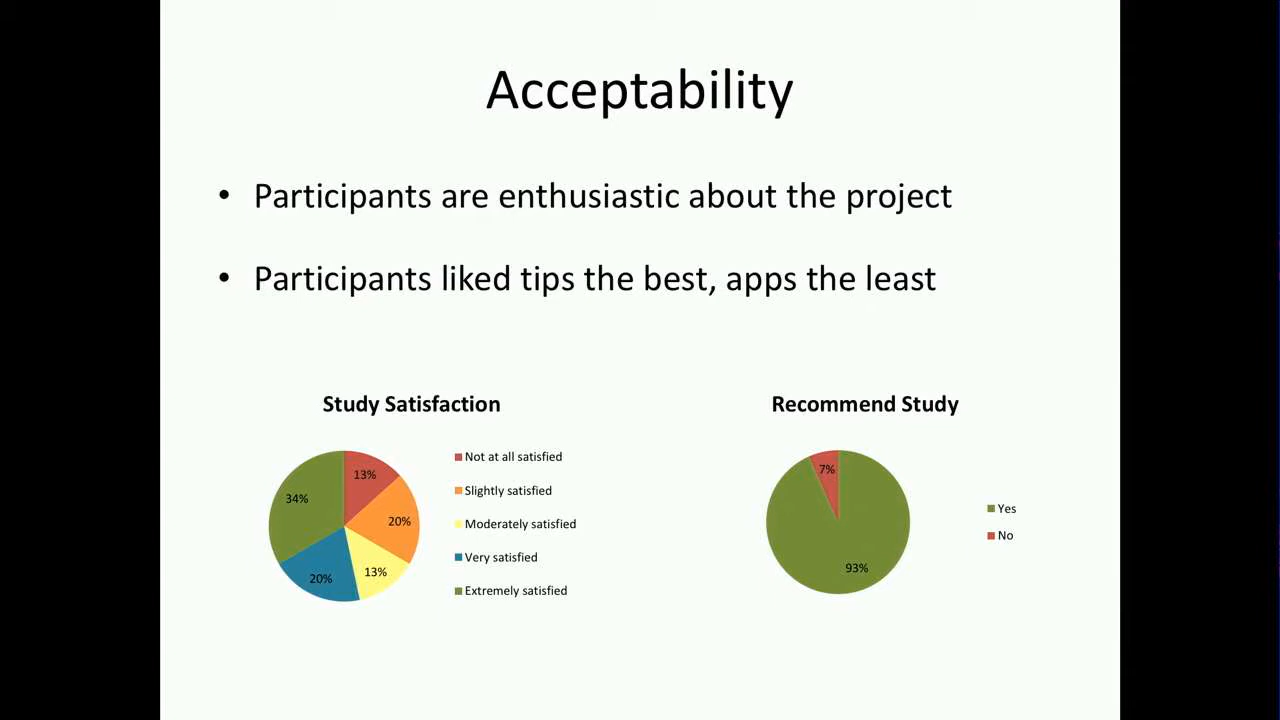 Acceptability
• Participants are enthusiastic about the project
• Participants liked tips the best, apps the least
Study Satisfaction
13%
20%
13%
20%
34%
Not at all satisfied
Slightly satisfied
Moderately satisfied
Very satisfied
Extremely satisfied
Recommend Study
7%
93%
Yes
No